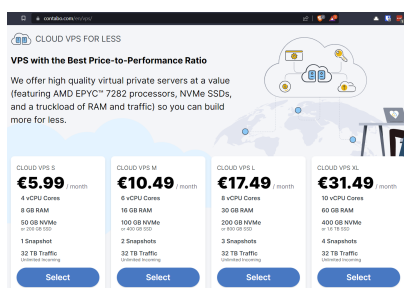 contabo.com/en/vps/
CLOUD VPS FOR LESS
VPS with the Best Price-to-Performance Ratio
We offer high quality virtual private servers at a value
(featuring AMD EPYC™ 7282 processors, NVMe SSDs,
and a truckload of RAM and traffic) so you can build
more for less.
CLOUD VPS S
€5.99 / month
4 vCPU Cores
8 GB RAM
50 GB NVMe
or 200 GB SSD
1 Snapshot
32 TB Traffic
Unlimited Incoming
Select
CLOUD VPS M
€10.49 / month
6 vCPU Cores
16 GB RAM
100 GB NVMe
or 400 GB SSD
2 Snapshots
32 TB Traffic
Unlimited Incoming
Select
CLOUD VPS L
€17.49 / month
8 vCPU Cores
30 GB RAM
200 GB NVMe
or 800 GB SSD
3 Snapshots
32 TB Traffic
Unlimited Incoming
Select
CLOUD VPS XL
€31.49 / month
10 vCPU Cores
60 GB RAM
400 GB NVMe
or 1.6 TB SSD
4 Snapshots
32 TB Traffic
Unlimited Incoming
Select